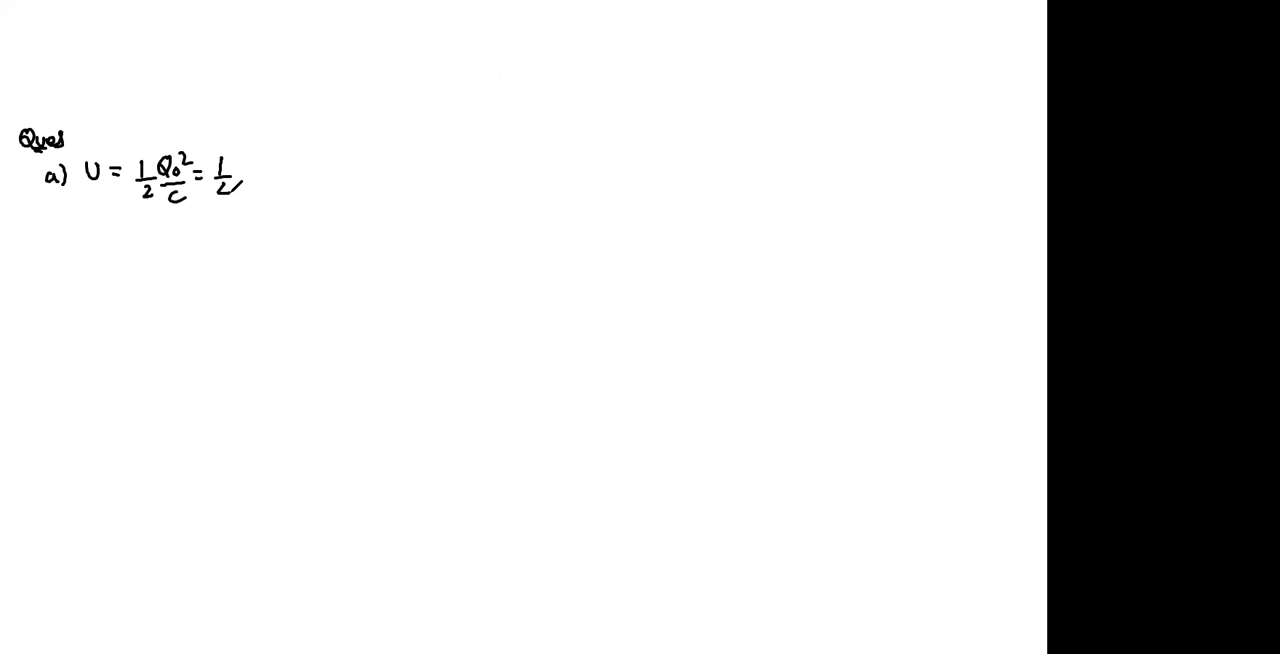 Ques
a) U = 1/2 Q₀²/C = 1/2